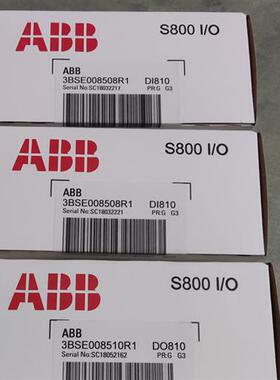 ABB
S800 I/O
ABB
3BSE008508R1 DI810
Serial No:SC18032217 PR:G G3
ABB
S800 I/O
ABB
3BSE008508R1 DI810
Serial No:SC18032221 PR:G G3
ABB
S800 I/O
ABB
3BSE008510R1 DO810
Serial No:SC18052162 PR:G G3